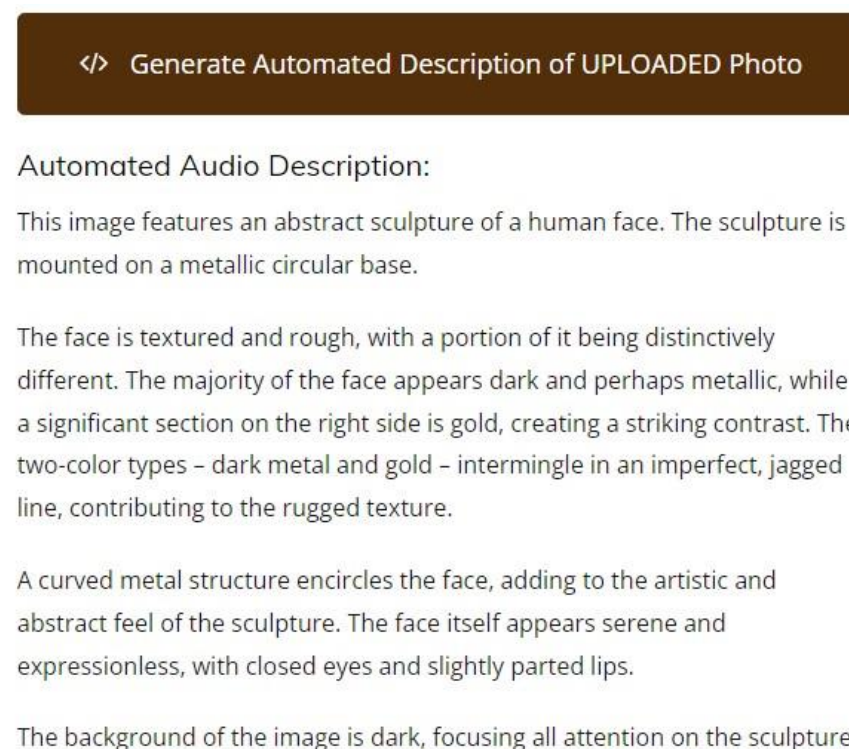 </> Generate Automated Description of UPLOADED Photo
Automated Audio Description:
This image features an abstract sculpture of a human face. The sculpture is
mounted on a metallic circular base.
The face is textured and rough, with a portion of it being distinctively
different. The majority of the face appears dark and perhaps metallic, while
a significant section on the right side is gold, creating a striking contrast. The
two-color types – dark metal and gold – intermingle in an imperfect, jagged
line, contributing to the rugged texture.
A curved metal structure encircles the face, adding to the artistic and
abstract feel of the sculpture. The face itself appears serene and
expressionless, with closed eyes and slightly parted lips.
The background of the image is dark, focusing all attention on the sculpture